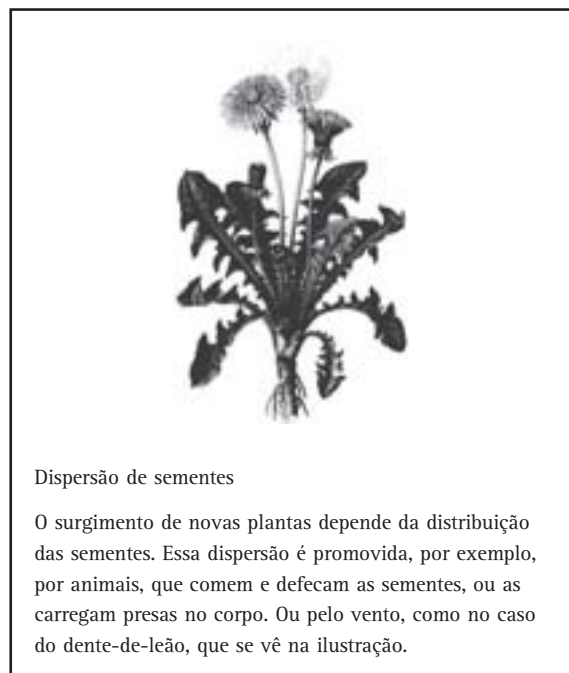 Dispersão de sementes
O surgimento de novas plantas depende da distribuição
das sementes. Essa dispersão é promovida, por exemplo,
por animais, que comem e defecam as sementes, ou as
carregam presas no corpo. Ou pelo vento, como no caso
do dente-de-leão, que se vê na ilustração.